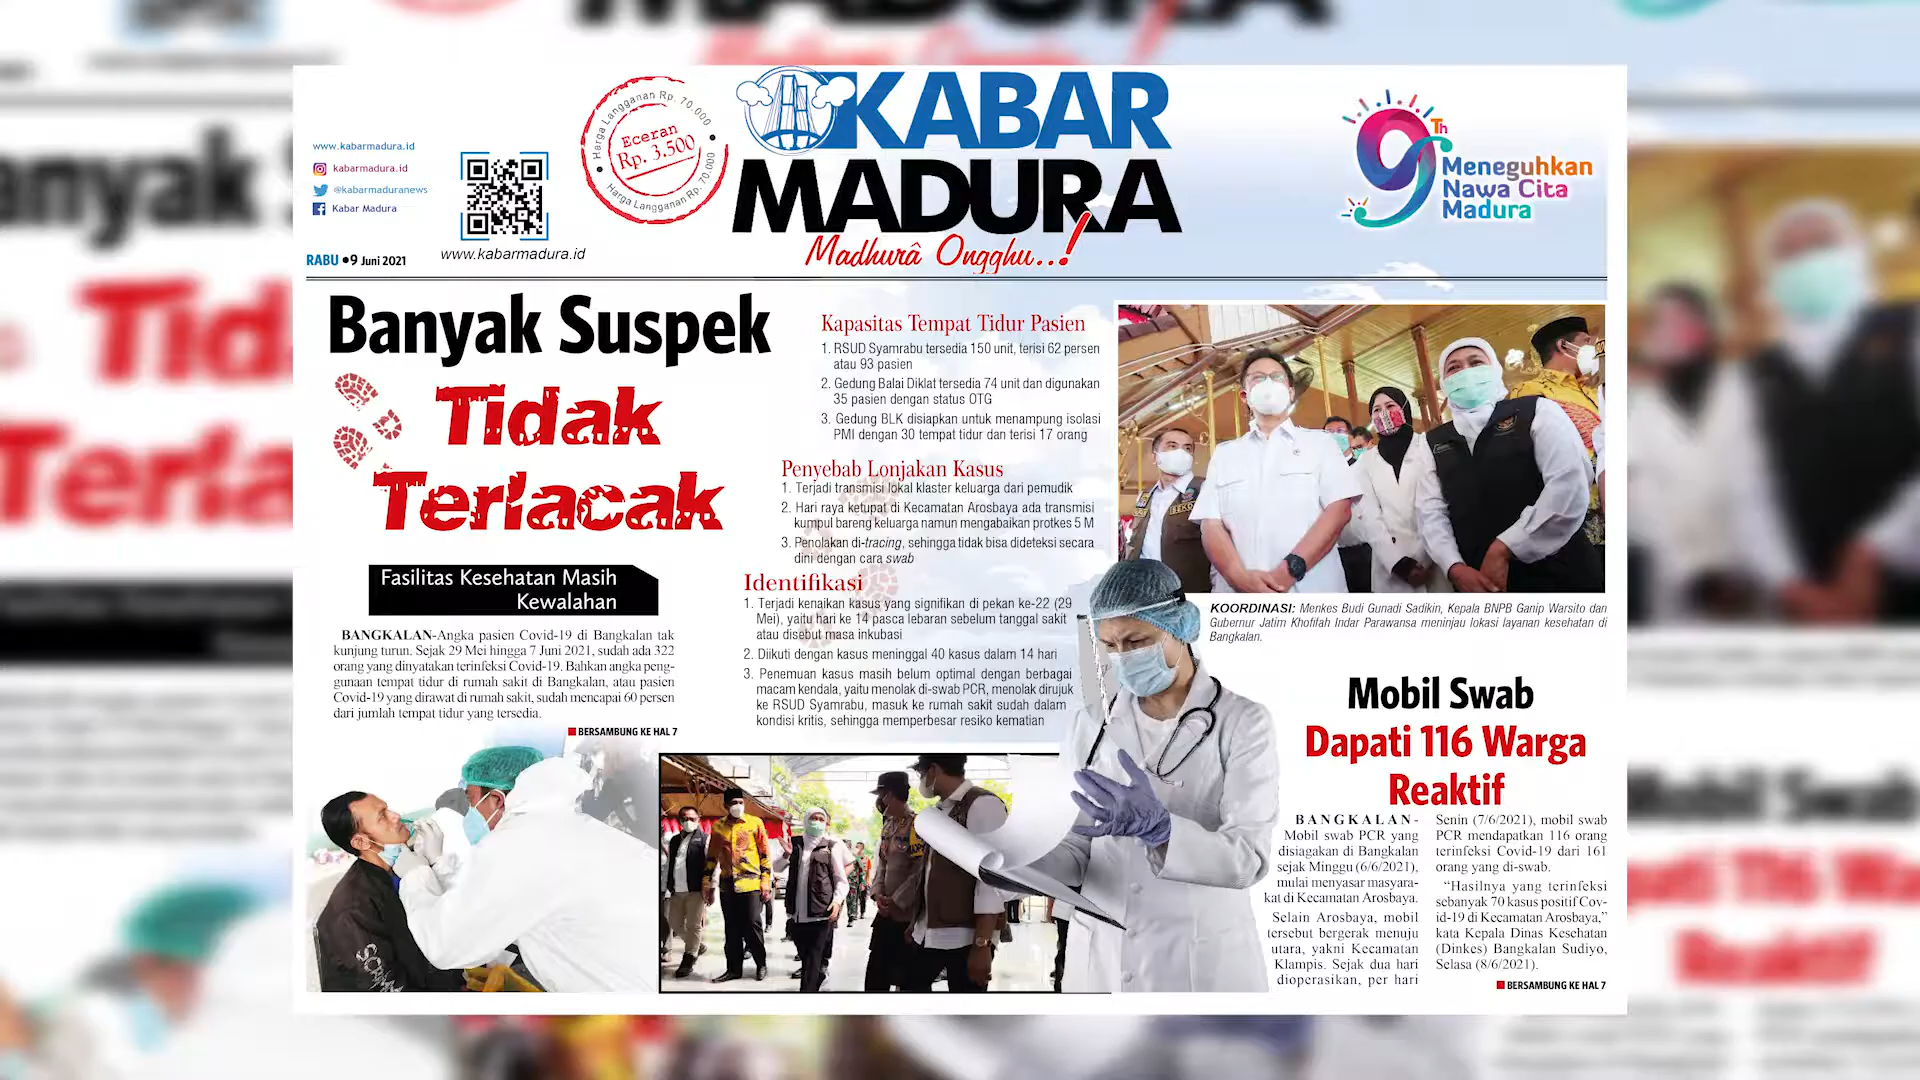 www.kabarmadura.id
kabarmadura.id
@kabarmaduranews
Kabar Madura
RABU •9 Juni 2021
www.kabarmadura.id
Harga Langganan Rp. 70.000
Eceran
Rp. 3.500
Harga Langganan Rp. 70.000
KABAR
MADURA
Madhurâ Ongghu..!
9Th
Meneguhkan
Nawa Cita
Madura
Banyak Suspek
Tidak
Terlacak
Fasilitas Kesehatan Masih
Kewalahan
BANGKALAN-Angka pasien Covid-19 di Bangkalan tak
kunjung turun. Sejak 29 Mei hingga 7 Juni 2021, sudah ada 322
orang yang dinyatakan terinfeksi Covid-19. Bahkan angka peng-
gunaan tempat tidur di rumah sakit di Bangkalan, atau pasien
Covid-19 yang dirawat di rumah sakit, sudah mencapai 60 persen
dari jumlah tempat tidur yang tersedia.
BERSAMBUNG KE HAL 7
Kapasitas Tempat Tidur Pasien
1. RSUD Syamrabu tersedia 150 unit, terisi 62 persen
atau 93 pasien
2. Gedung Balai Diklat tersedia 74 unit dan digunakan
35 pasien dengan status OTG
3. Gedung BLK disiapkan untuk menampung isolasi
PMI dengan 30 tempat tidur dan terisi 17 orang
Penyebab Lonjakan Kasus
1. Terjadi transmisi lokal klaster keluarga dari pemudik
2. Hari raya ketupat di Kecamatan Arosbaya ada transmisi
kumpul bareng keluarga namun mengabaikan protkes 5 M
3. Penolakan di-tracing, sehingga tidak bisa dideteksi secara
dini dengan cara swab
Identifikasi
1. Terjadi kenaikan kasus yang signifikan di pekan ke-22 (29
Mei), yaitu hari ke 14 pasca lebaran sebelum tanggal sakit
atau disebut masa inkubasi
2. Diikuti dengan kasus meninggal 40 kasus dalam 14 hari
3. Penemuan kasus masih belum optimal dengan berbagai
macam kendala, yaitu menolak di-swab PCR, menolak dirujuk
ke RSUD Syamrabu, masuk ke rumah sakit sudah dalam
kondisi kritis, sehingga memperbesar resiko kematian
KOORDINASI: Menkes Budi Gunadi Sadikin, Kepala BNPB Ganip Warsito dan
Gubernur Jatim Khofifah Indar Parawansa meninjau lokasi layanan kesehatan di
Bangkalan.
Mobil Swab
Dapati 116 Warga
Reaktif
BANGKALAN-
Mobil swab PCR yang
disiagakan di Bangkalan
sejak Minggu (6/6/2021),
mulai menyasar masyara-
kat di Kecamatan Arosbaya.
Selain Arosbaya, mobil
tersebut bergerak menuju
utara, yakni Kecamatan
Klampis. Sejak dua hari
dioperasikan, per hari
Senin (7/6/2021), mobil swab
PCR mendapatkan 116 orang
terinfeksi Covid-19 dari 161
orang yang di-swab.
“Hasilnya yang terinfeksi
sebanyak 70 kasus positif Cov-
id-19 di Kecamatan Arosbaya,”
kata Kepala Dinas Kesehatan
(Dinkes) Bangkalan Sudiyo,
Selasa (8/6/2021).
BERSAMBUNG KE HAL 7